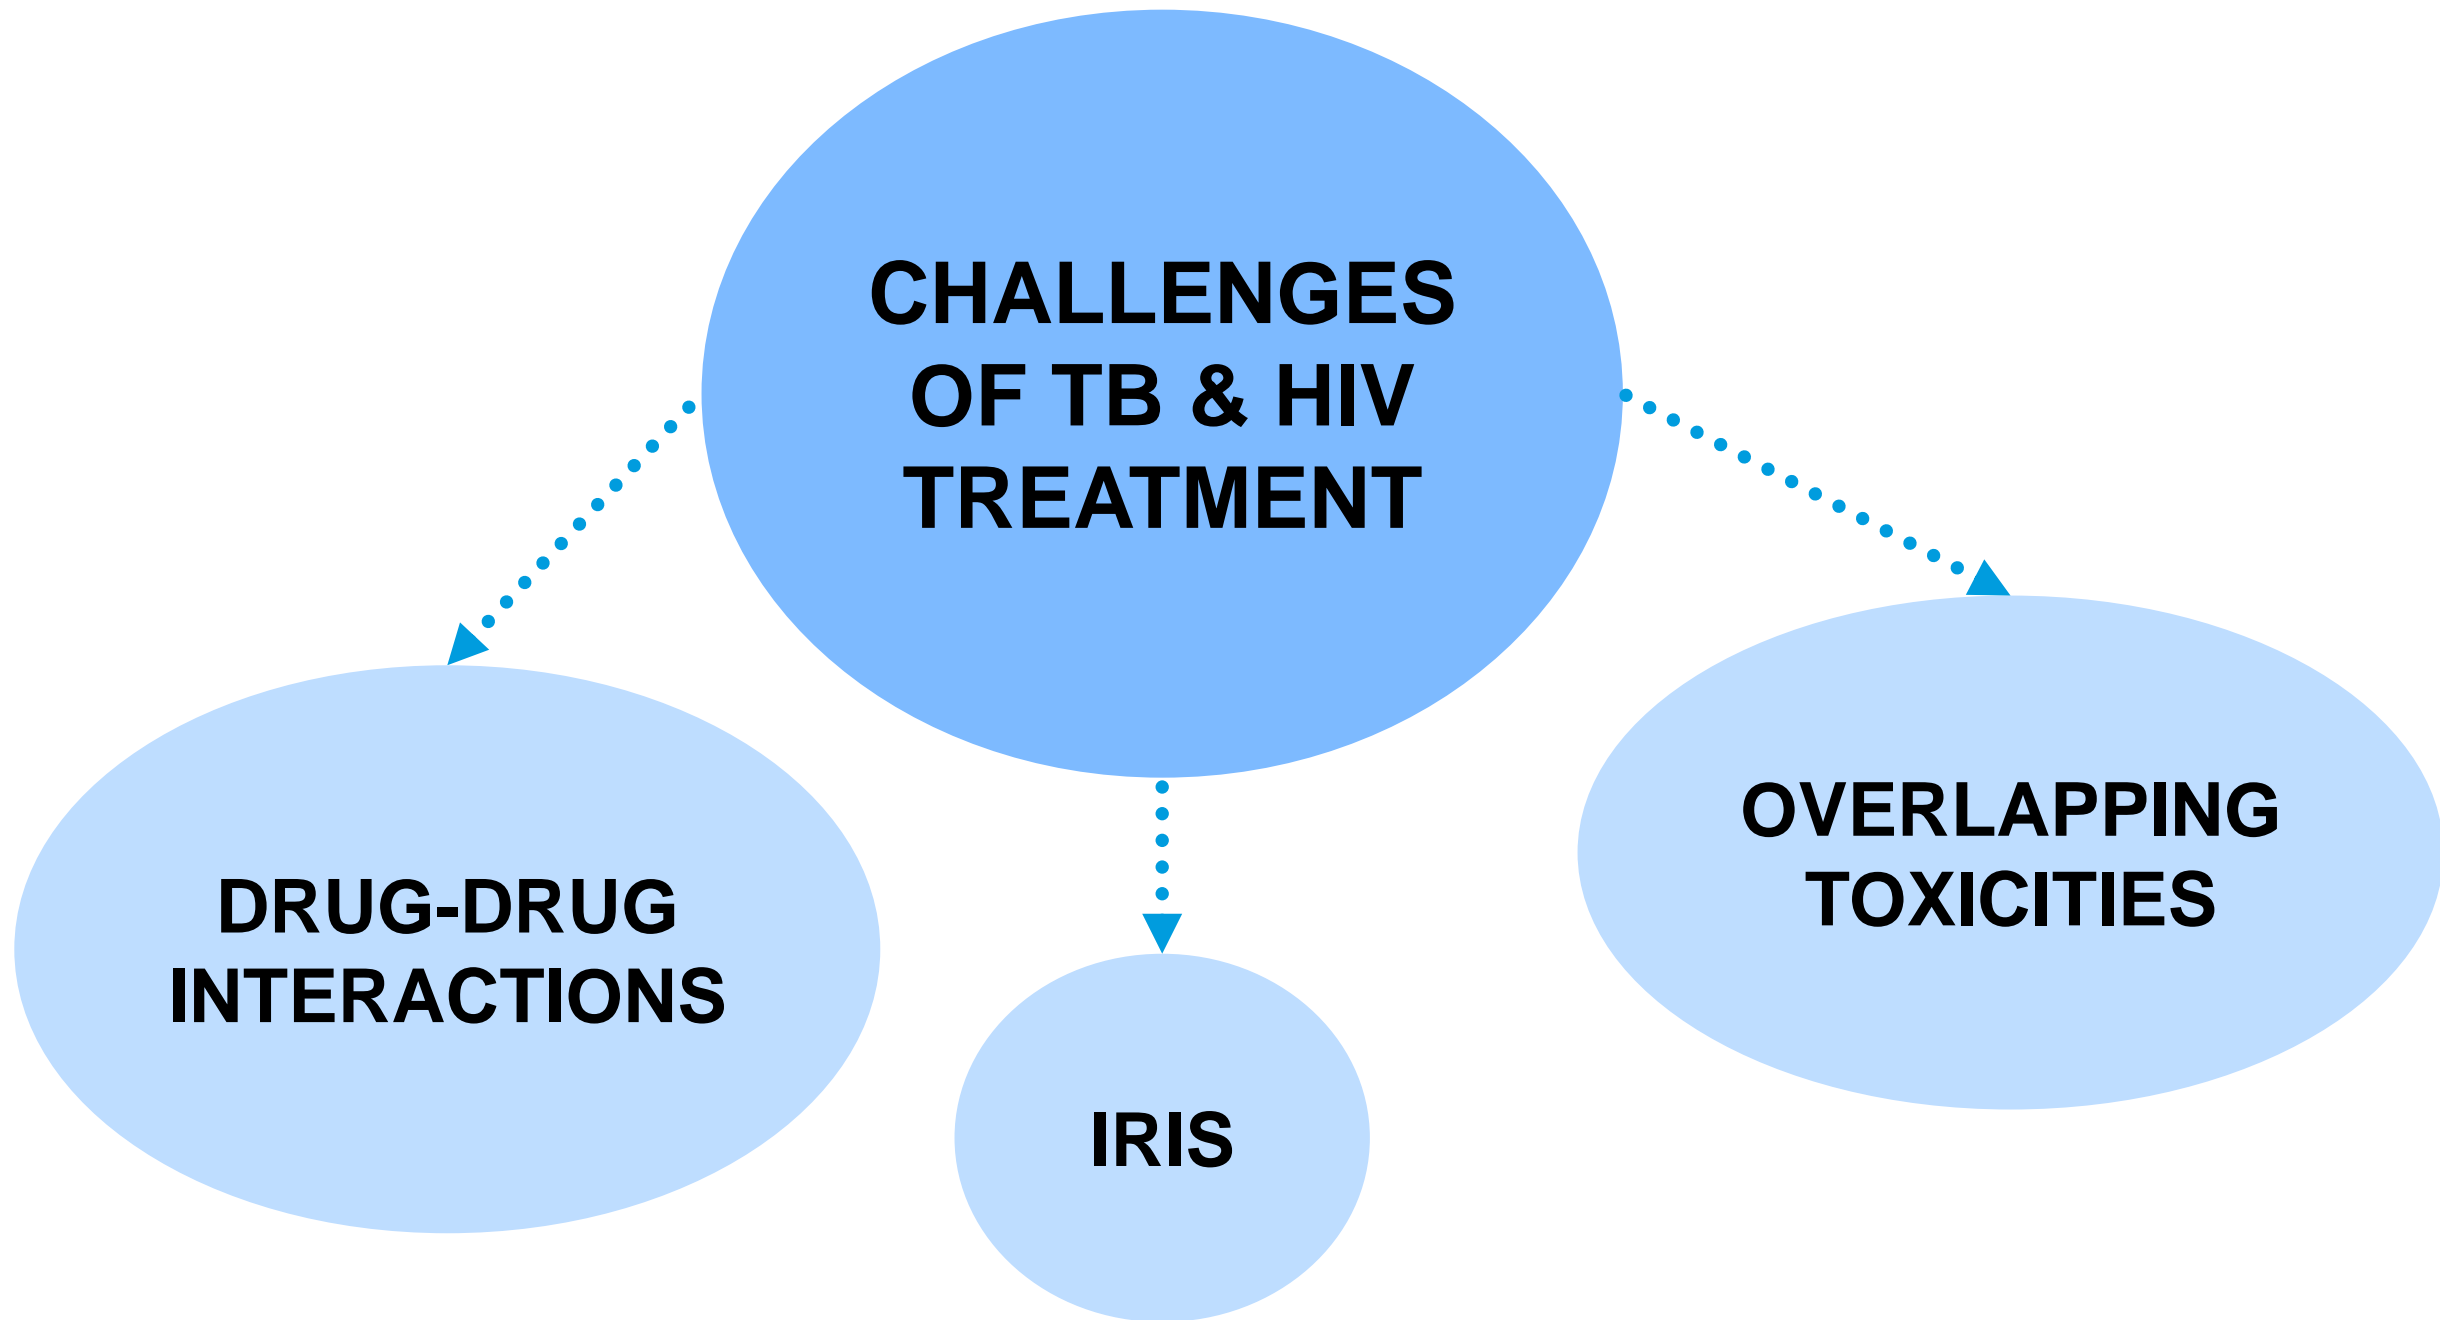 CHALLENGES
OF TB & HIV
TREATMENT
DRUG-DRUG
INTERACTIONS
IRIS
OVERLAPPING
TOXICITIES